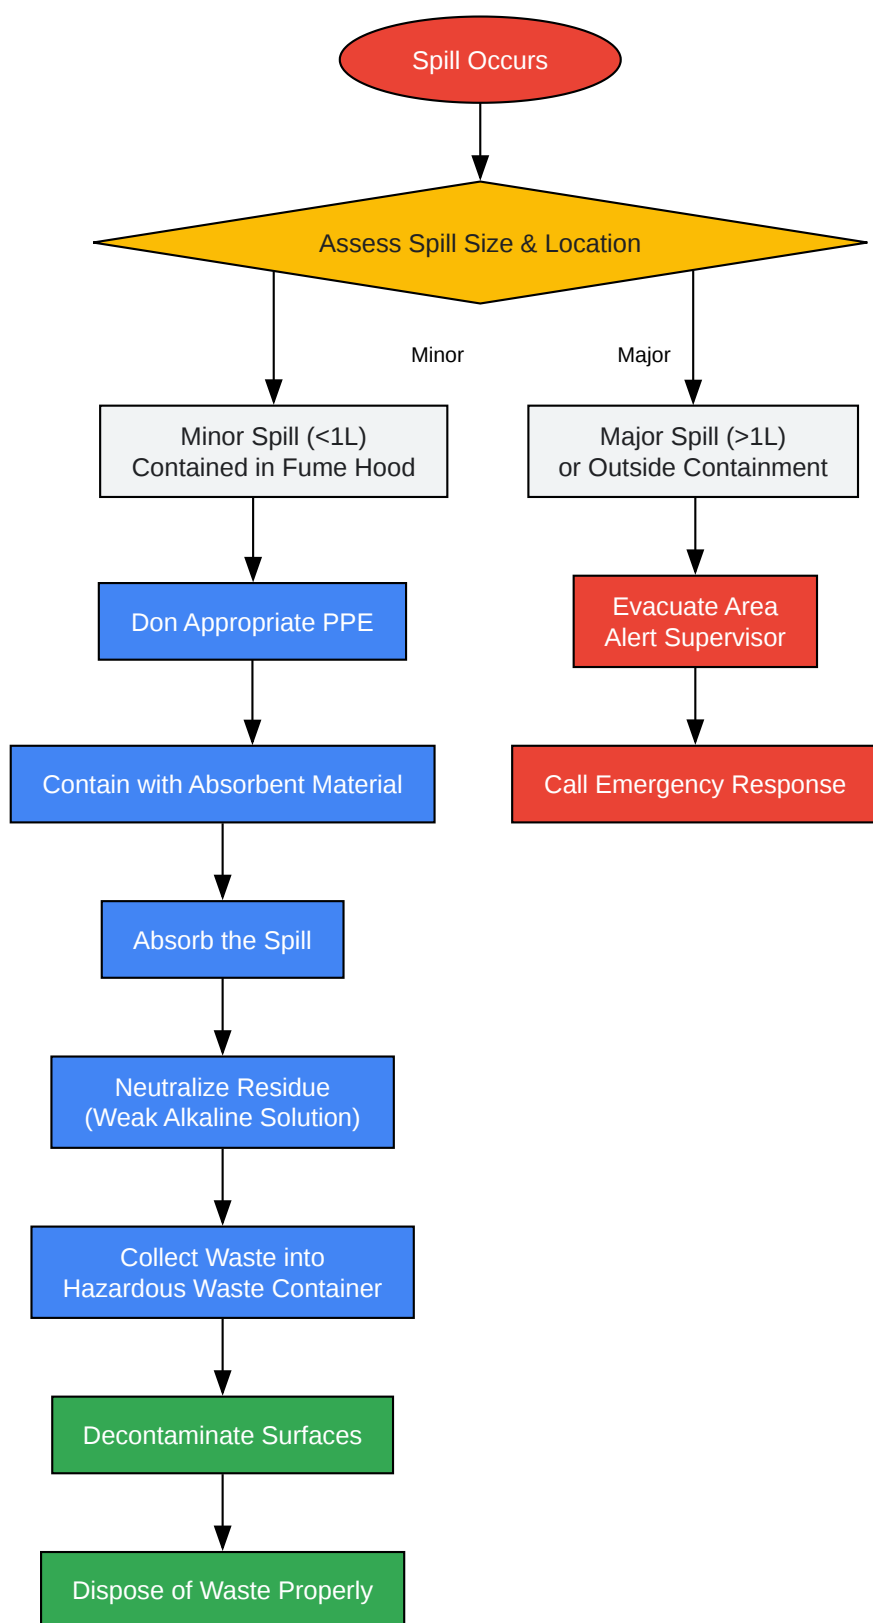 Spill Occurs
Assess Spill Size & Location
Minor
Major
Minor Spill (<1L)
Contained in Fume Hood
Major Spill (>1L)
or Outside Containment
Don Appropriate PPE
Evacuate Area
Alert Supervisor
Contain with Absorbent Material
Call Emergency Response
Absorb the Spill
Neutralize Residue
(Weak Alkaline Solution)
Collect Waste into
Hazardous Waste Container
Decontaminate Surfaces
Dispose of Waste Properly